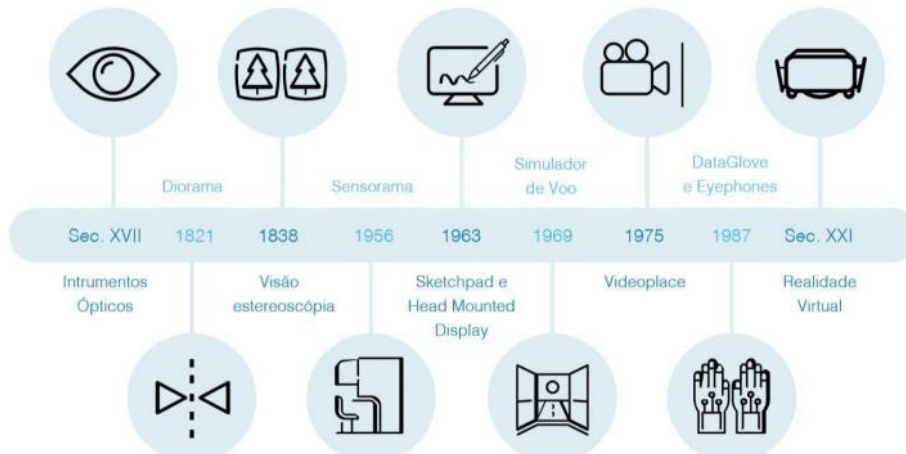 Diorama
Sensorama
Simulador
de Voo
DataGlove
e Eyephones
Sec. XVII 1821 1838 1956 1963 1969 1975 1987 Sec. XXI
Intrumentos
Ópticos
Visão
estereoscópia
Sketchpad e
Head Mounted
Display
Videoplace
Realidade
Virtual